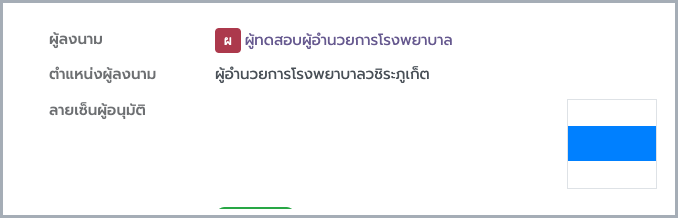 ผู้ลงนาม ผ ผู้ทดสอบผู้อำนวยการโรงพยาบาล
ตำแหน่งผู้ลงนาม ผู้อำนวยการโรงพยาบาลวชิระภูเก็ต
ลายเซ็นผู้อนุมัติ